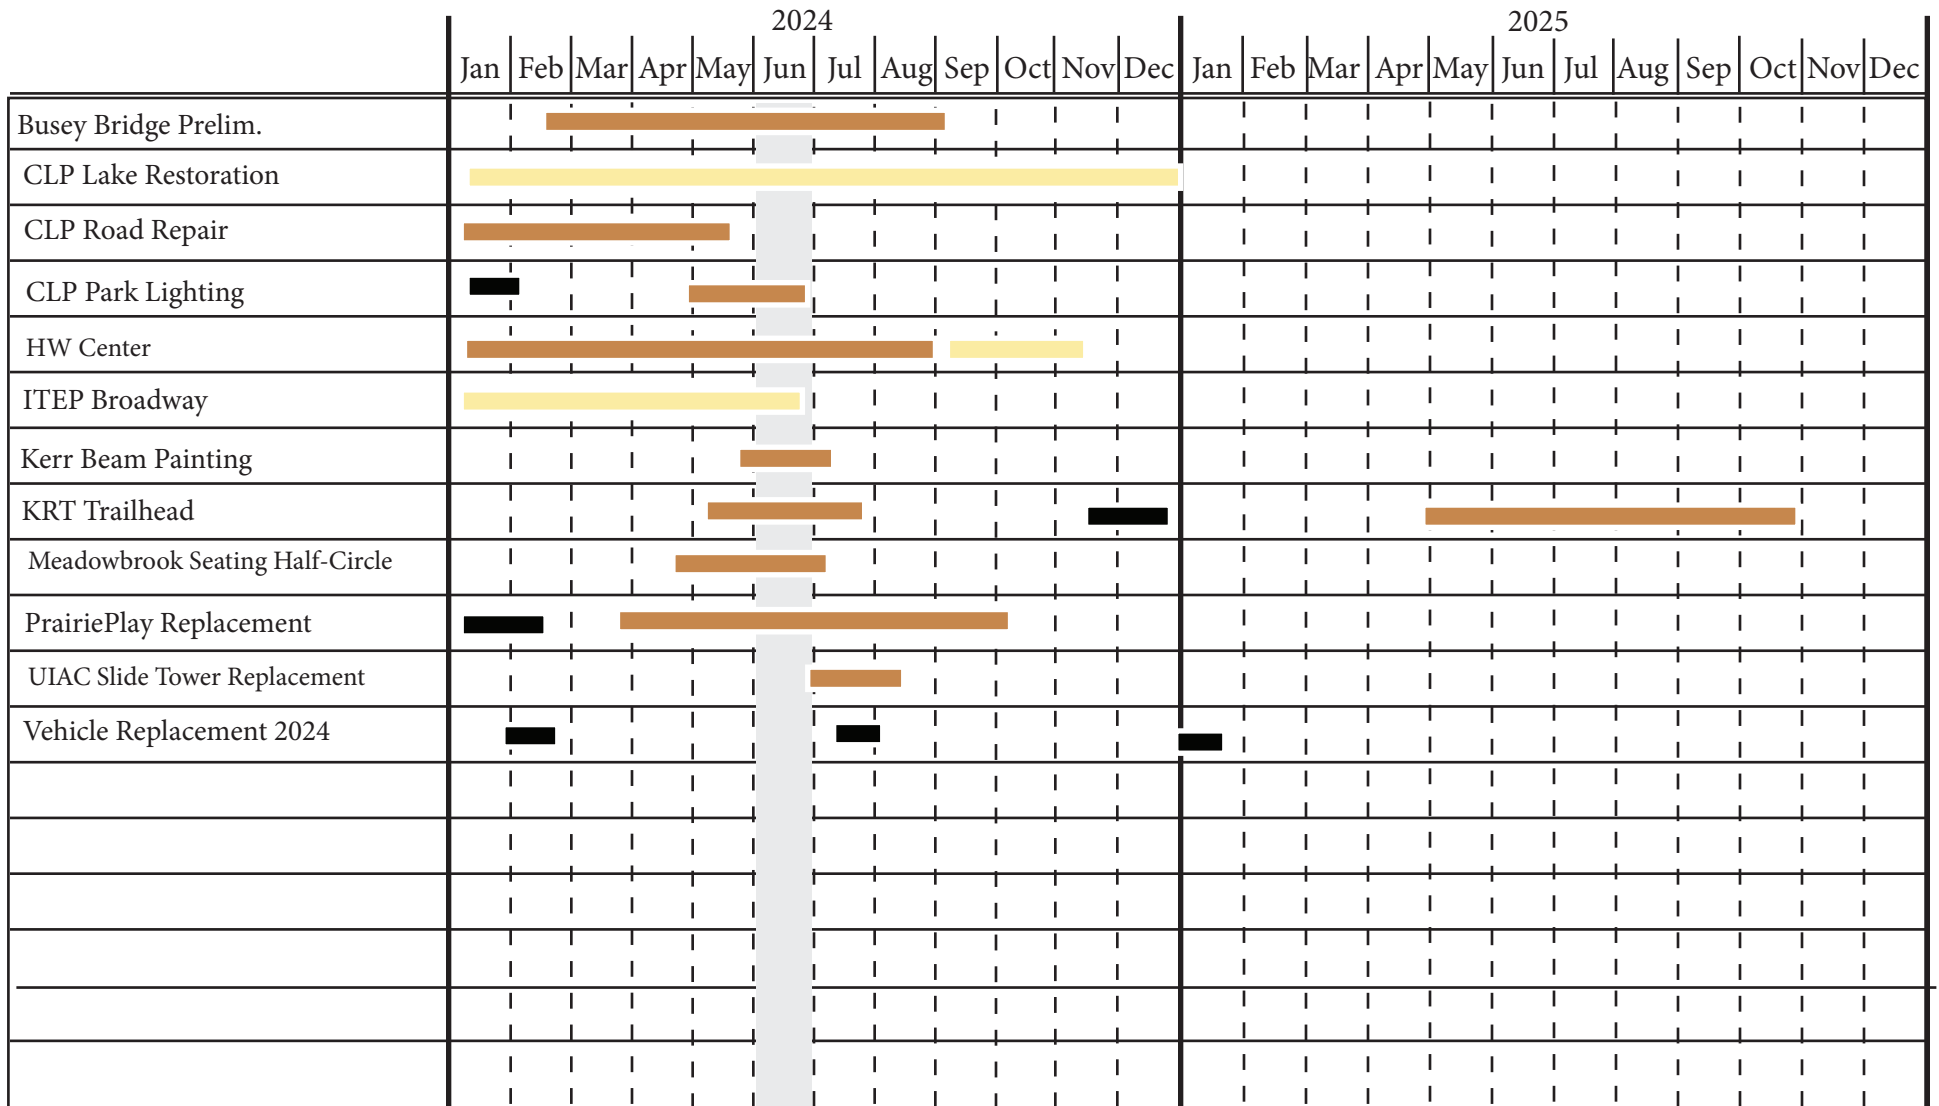 2024 2025
Jan Feb Mar Apr May Jun Jul Aug Sep Oct Nov Dec Jan Feb Mar Apr May Jun Jul Aug Sep Oct Nov Dec
Busey Bridge Prelim.
CLP Lake Restoration
CLP Road Repair
CLP Park Lighting
HW Center
ITEP Broadway
Kerr Beam Painting
KRT Trailhead
Meadowbrook Seating Half-Circle
PrairiePlay Replacement
UIAC Slide Tower Replacement
Vehicle Replacement 2024